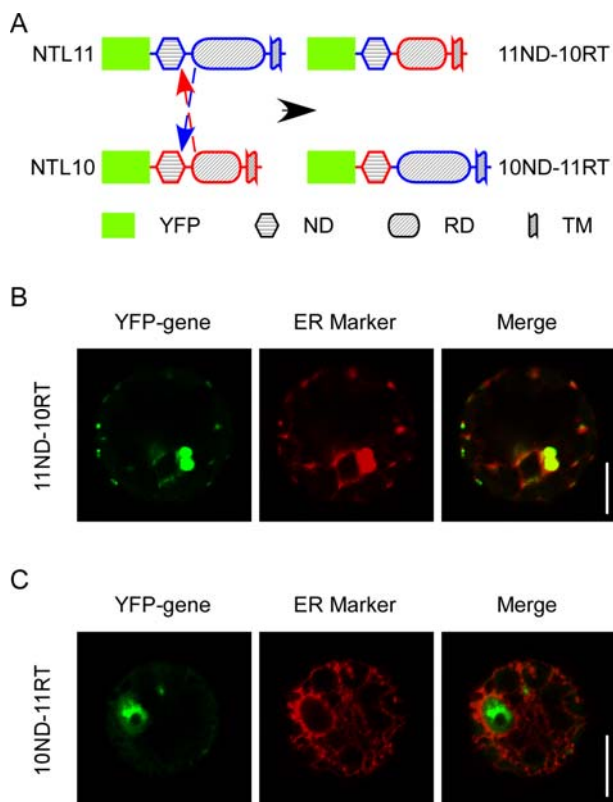 A
NTL11
11ND-10RT
NTL10
10ND-11RT
YFP
ND
RD
TM
B
YFP-gene ER Marker Merge
11ND-10RT
C
YFP-gene ER Marker Merge
10ND-11RT